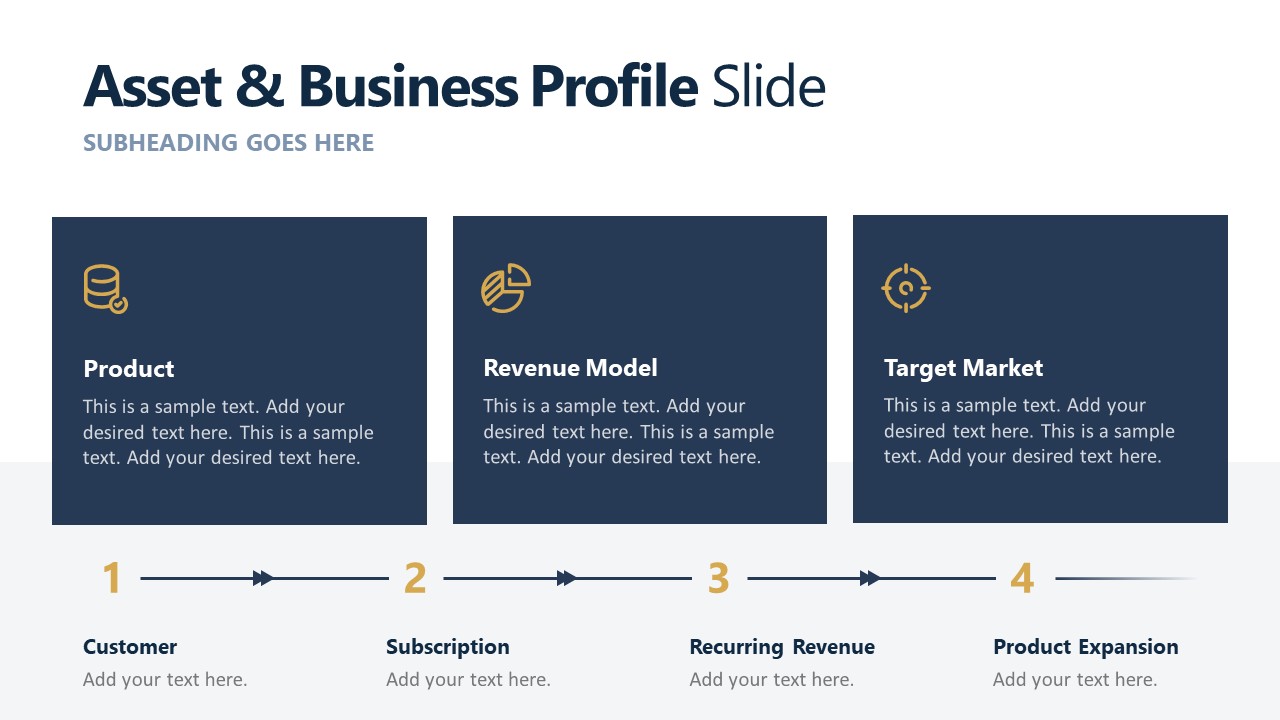 Asset & Business Profile Slide
SUBHEADING GOES HERE
Product
This is a sample text. Add your
desired text here. This is a sample
text. Add your desired text here.
Revenue Model
This is a sample text. Add your
desired text here. This is a sample
text. Add your desired text here.
Target Market
This is a sample text. Add your
desired text here. This is a sample
text. Add your desired text here.
1
Customer
Add your text here.
2
Subscription
Add your text here.
3
Recurring Revenue
Add your text here.
4
Product Expansion
Add your text here.